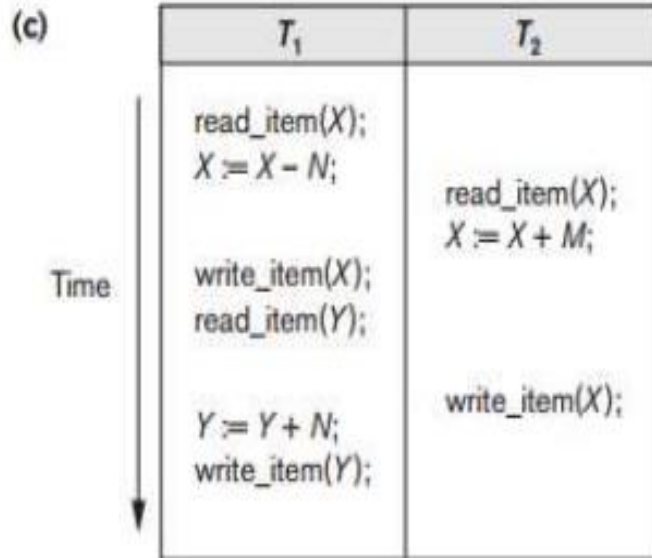 (c)
T₁ T₂
read_item(X);
X := X – N;
read_item(X);
X := X + M;
Time
write_item(X);
read_item(Y);
write_item(X);
Y := Y + N;
write_item(Y);